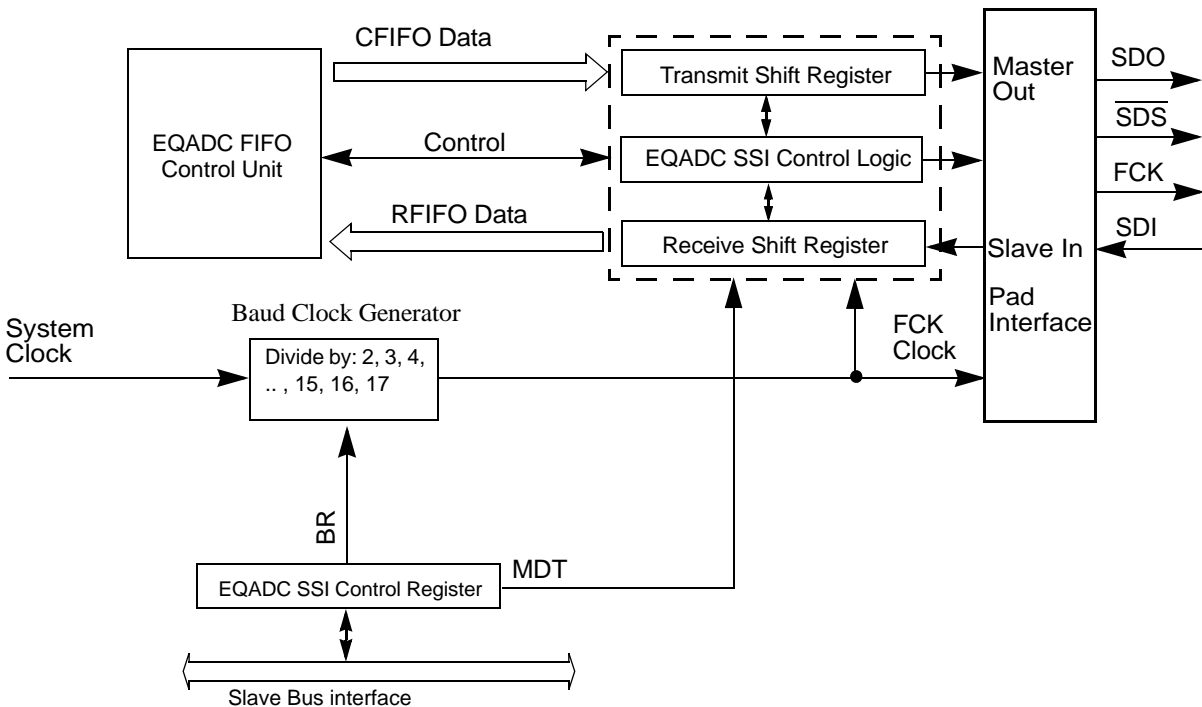 CFIFO Data
EQADC FIFO
Control Unit
Control
RFIFO Data
Transmit Shift Register
EQADC SSI Control Logic
Receive Shift Register
Master
Out
Slave In
Pad
Interface
SDO
SDS
FCK
SDI
System
Clock
Baud Clock Generator
Divide by: 2, 3, 4,
.. , 15, 16, 17
FCK
Clock
BR
EQADC SSI Control Register
MDT
Slave Bus interface